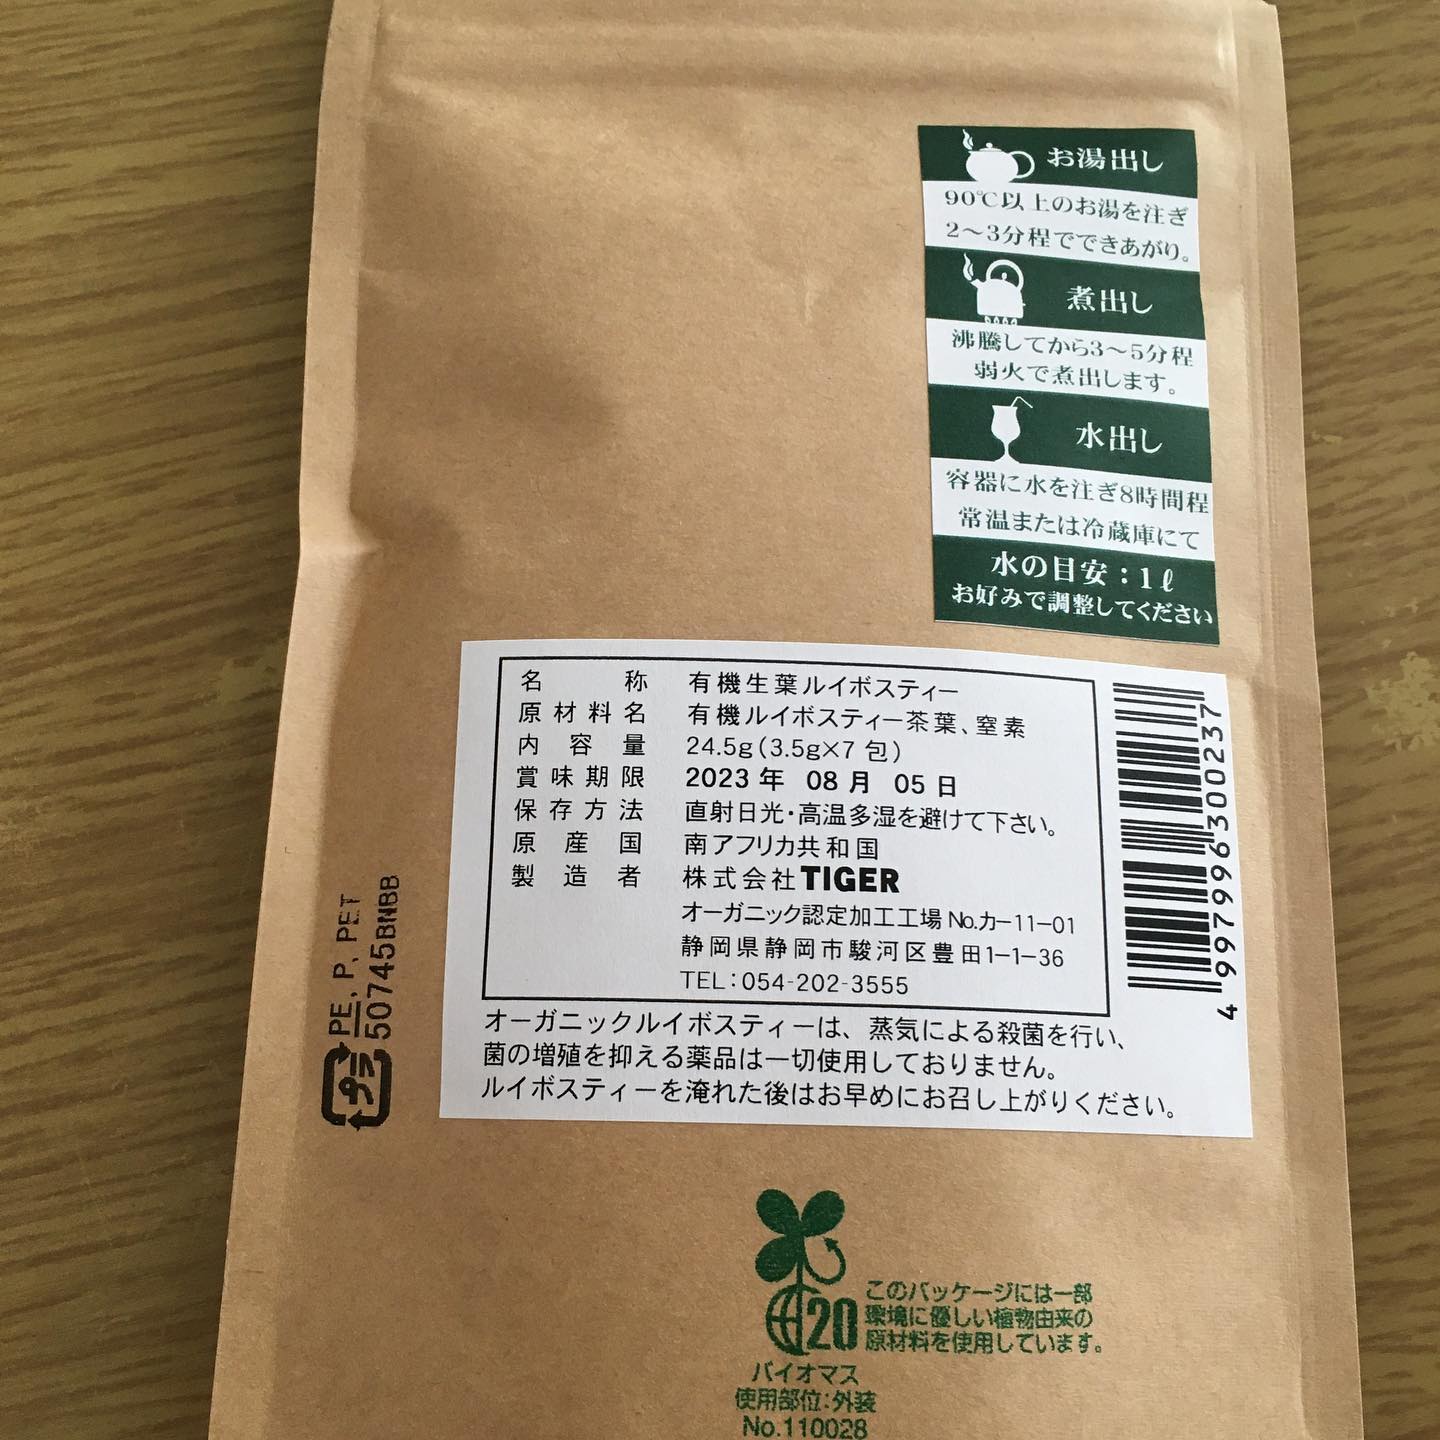 お湯出し
90℃以上のお湯を注ぎ
2〜3分程でできあがり。
煮出し
沸騰してから3〜5分程
弱火で煮出します。
水出し
容器に水を注ぎ8時間程
常温または冷蔵庫にて
水の目安：1ℓ
お好みで調整してください
名称 有機生葉ルイボスティー
原材料名 有機ルイボスティー茶葉、窒素
内容量 24.5g(3.5g×7包)
賞味期限 2023年 08月 05日
保存方法 直射日光・高温多湿を避けて下さい。
原産国 南アフリカ共和国
製造者 株式会社TIGER
オーガニック認定加工工場No.カー11-01
静岡県静岡市駿河区豊田1-1-36
TEL:054-202-3555
4997996300237
オーガニックルイボスティーは、蒸気による殺菌を行い、
菌の増殖を抑える薬品は一切使用しておりません。
ルイボスティーを淹れた後はお早めにお召し上がりください。
プラ
PE, P, PET
50745BNBB
20
このパッケージには一部
環境に優しい植物由来の
原材料を使用しています。
バイオマス
使用部位:外装
No.110028